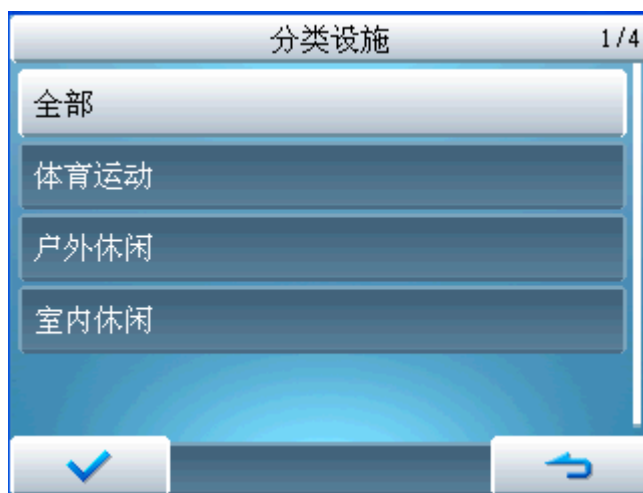 分类设施 1/4
全部
体育运动
户外休闲
室内休闲